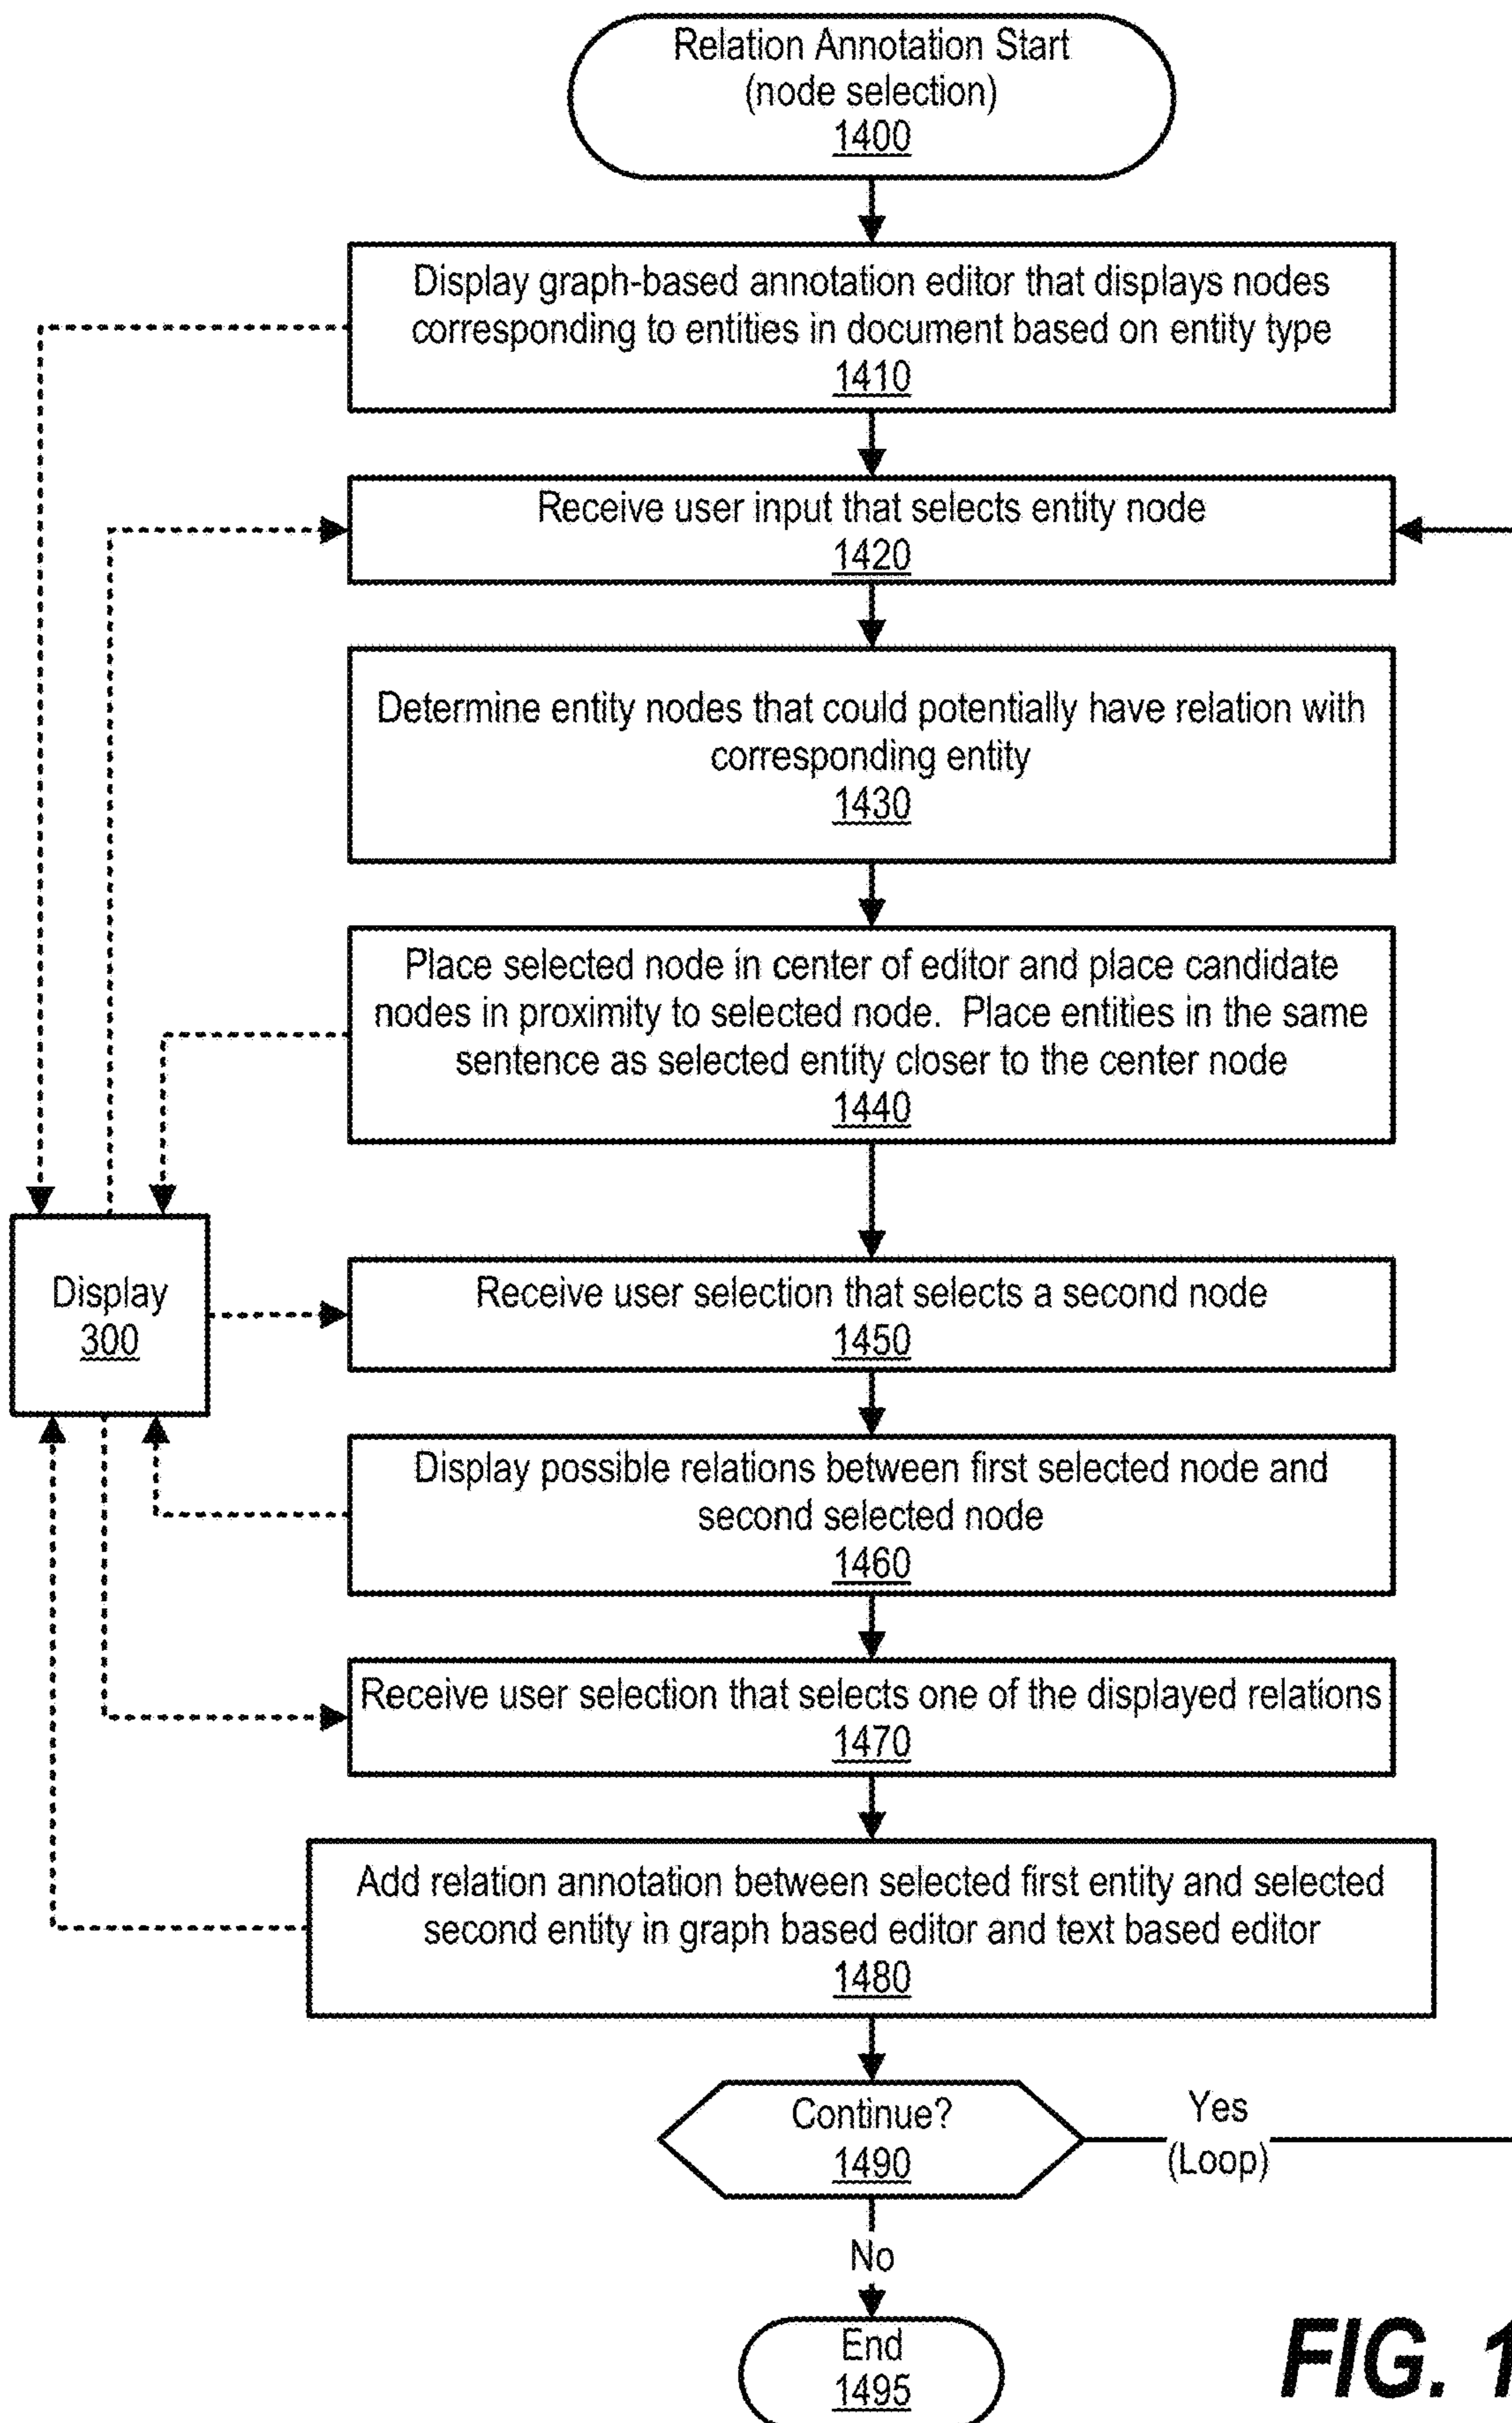 Relation Annotation Start
(node selection)
1400
Display graph-based annotation editor that displays nodes
corresponding to entities in document based on entity type
1410
Receive user input that selects entity node
1420
Determine entity nodes that could potentially have relation with
corresponding entity
1430
Place selected node in center of editor and place candidate
nodes in proximity to selected node. Place entities in the same
sentence as selected entity closer to the center node
1440
Display
300
Receive user selection that selects a second node
1450
Display possible relations between first selected node and
second selected node
1460
Receive user selection that selects one of the displayed relations
1470
Add relation annotation between selected first entity and selected
second entity in graph based editor and text based editor
1480
Continue?
1490
Yes
(Loop)
No
End
1495
FIG. 1